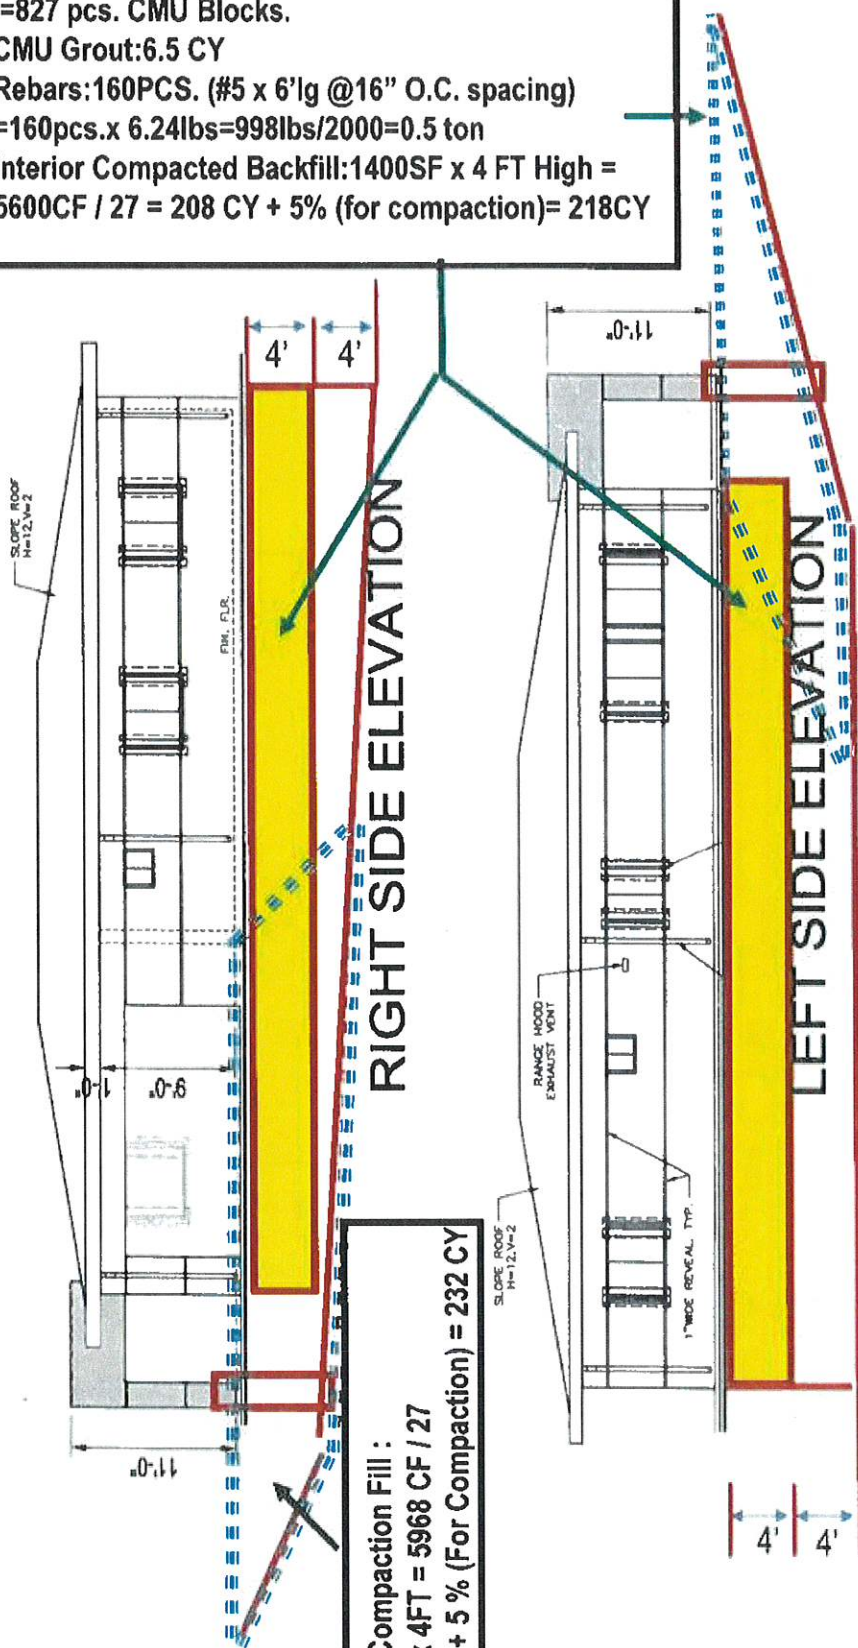 =827 pcs. CMU Blocks.
CMU Grout:6.5 CY
Rebars:160PCS. (#5 x 6'lg @16" O.C. spacing)
=160pcs.x 6.24lbs=998lbs/2000=0.5 ton
Interior Compacted Backfill:1400SF x 4 FT High =
5600CF / 27 = 208 CY + 5% (for compaction)= 218CY
4' 4'
11'-0"
SLOPE ROOF
H=12,V=2
FIN. FLR.
1'-0"
9'-0"
11'-0"
RIGHT SIDE ELEVATION
Compaction Fill :
x 4FT = 5968 CF / 27
+ 5 % (For Compaction) = 232 CY
SLOPE ROOF
H=12,V=2
RANGE HOOD
EXHAUST VENT
1" WIDE REVEAL, TYP.
LEFT SIDE ELEVATION
4' 4'